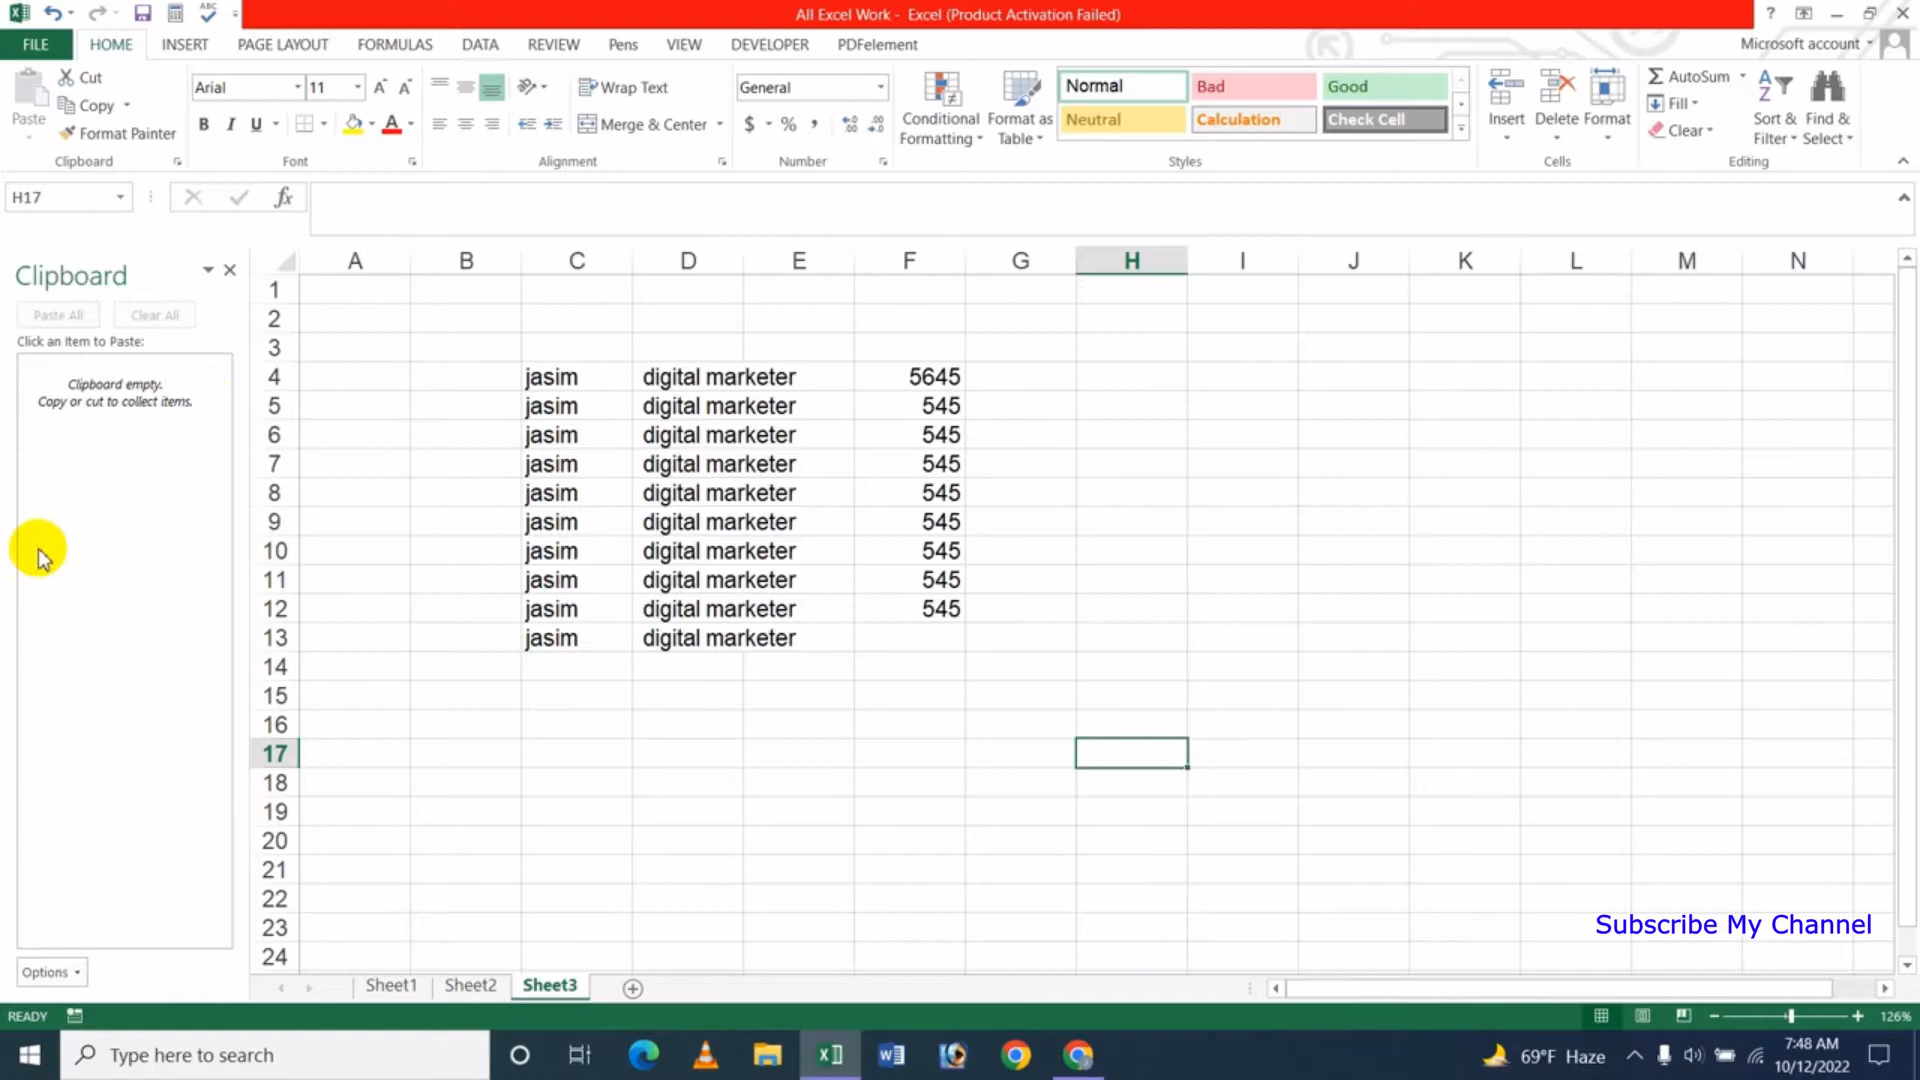 All Excel Work - Excel (Product Activation Failed)
FILE HOME INSERT PAGE LAYOUT FORMULAS DATA REVIEW Pens VIEW DEVELOPER PDFelement Microsoft account
Paste Cut Copy Format Painter
Clipboard
Arial 11
B I U
Font
Wrap Text
Merge & Center
Alignment
General
$ % ,
Number
Conditional Formatting Format as Table
Normal Bad Good
Neutral Calculation Check Cell
Styles
Insert Delete Format
Cells
AutoSum
Fill
Clear
Sort & Filter Find & Select
Editing
H17 fx
Clipboard
Paste All Clear All
Click an Item to Paste:
Clipboard empty.
Copy or cut to collect items.
Options
A B C D E F G H I J K L M N
1
2
3
4 jasim digital marketer 5645
5 jasim digital marketer 545
6 jasim digital marketer 545
7 jasim digital marketer 545
8 jasim digital marketer 545
9 jasim digital marketer 545
10 jasim digital marketer 545
11 jasim digital marketer 545
12 jasim digital marketer 545
13 jasim digital marketer
14
15
16
17
18
19
20
21
22
23
24
Subscribe My Channel
Sheet1 Sheet2 Sheet3
READY 126%
Type here to search
69°F Haze
7:48 AM
10/12/2022